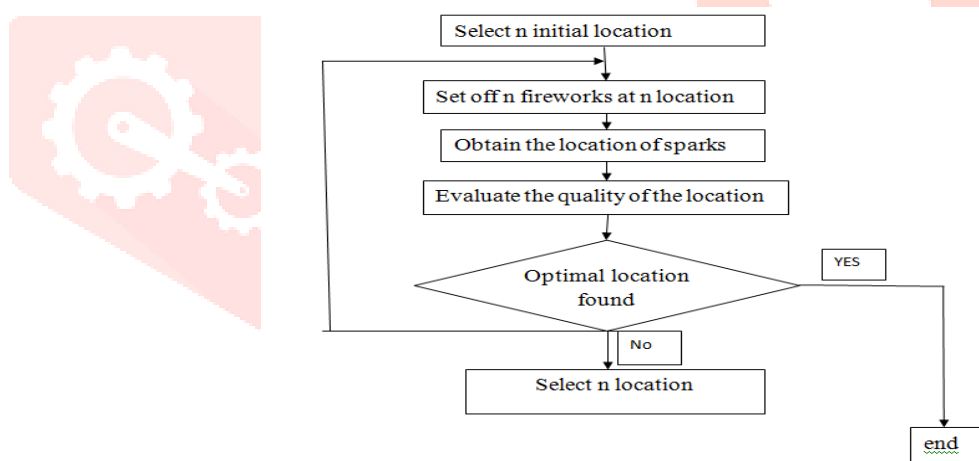 Select n initial location
Set off n fireworks at n location
Obtain the location of sparks
Evaluate the quality of the location
Optimal location
found
YES
No
Select n location
end